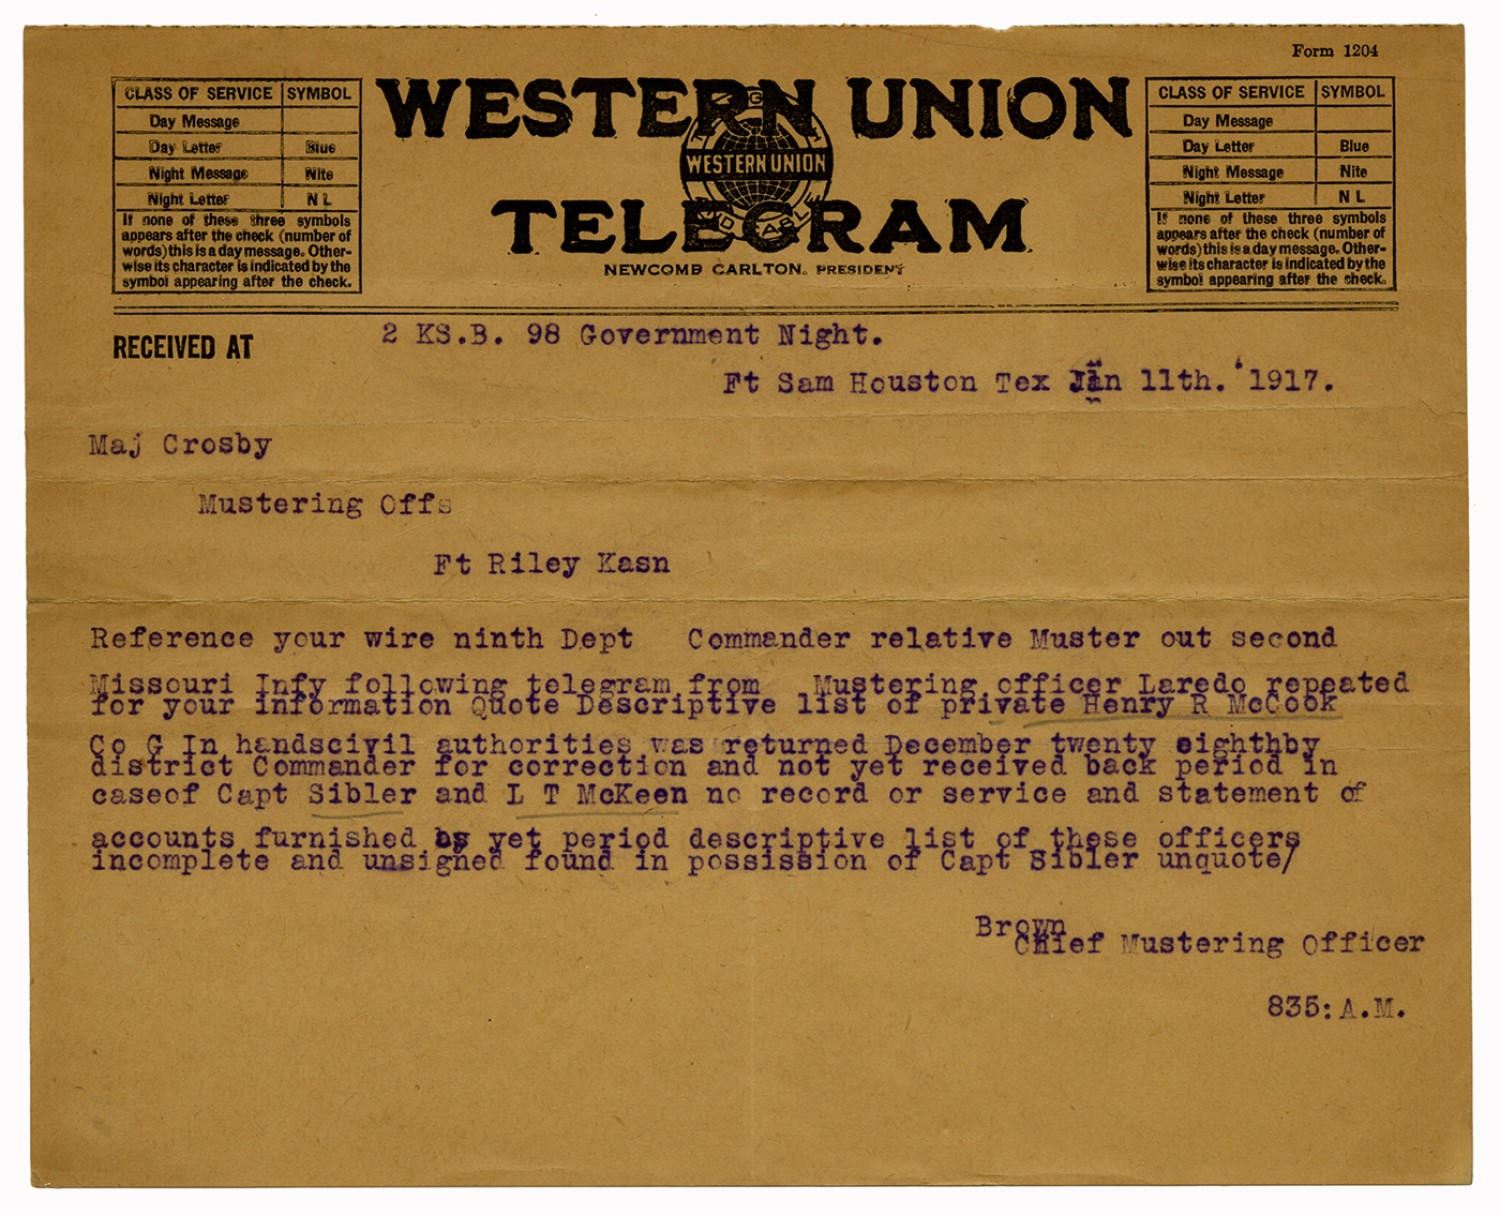 Form 1204
CLASS OF SERVICE SYMBOL
Day Message
Day Letter Blue
Night Message Nite
Night Letter N L
If none of these three symbols
appears after the check (number of
words) this is a day message. Other-
wise its character is indicated by the
symbol appearing after the check.
WESTERN UNION
WESTERN UNION
TELEGRAM
NEWCOMB CARLTON, PRESIDENT
CLASS OF SERVICE SYMBOL
Day Message
Day Letter Blue
Night Message Nite
Night Letter N L
If none of these three symbols
appears after the check (number of
words) this is a day message. Other-
wise its character is indicated by the
symbol appearing after the check.
RECEIVED AT
2 KS.B. 98 Government Night.
Ft Sam Houston Tex Jan 11th. 1917.
Maj Crosby
Mustering Offs
Ft Riley Kasn
Reference your wire ninth Dept Commander relative Muster out second
Missouri Infy following telegram from Mustering officer Laredo repeated
for your information Quote Descriptive list of private Henry R McCook
Co G In handscivil authorities was returned December twenty eighthby
district Commander for correction and not yet received back period In
caseof Capt Sibler and L T McKeen no record or service and statement of
accounts furnished as yet period descriptive list of these officers
incomplete and unsigned found in possission of Capt Sibler unquote/
Brown
Chief Mustering Officer
835: A.M.